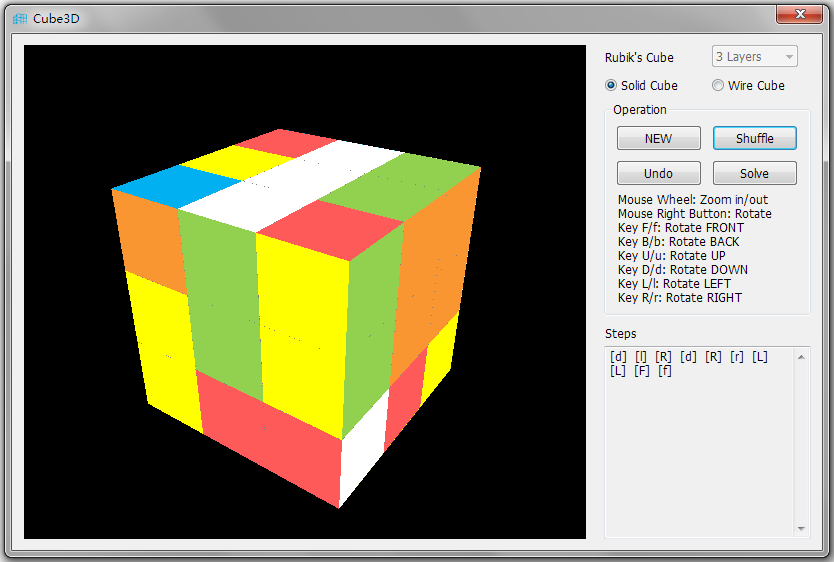 Cube3D
Rubik's Cube
3 Layers
Solid Cube
Wire Cube
Operation
NEW
Shuffle
Undo
Solve
Mouse Wheel: Zoom in/out
Mouse Right Button: Rotate
Key F/f: Rotate FRONT
Key B/b: Rotate BACK
Key U/u: Rotate UP
Key D/d: Rotate DOWN
Key L/l: Rotate LEFT
Key R/r: Rotate RIGHT
Steps
[d] [l] [R] [d] [R] [r] [L]
[L] [F] [f]